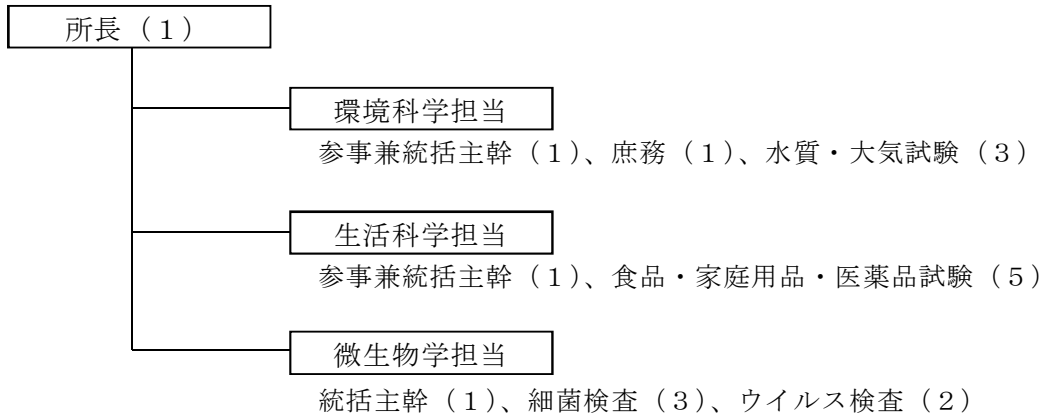 所長（１）
環境科学担当
参事兼統括主幹（１）、庶務（１）、水質・大気試験（３）
生活科学担当
参事兼統括主幹（１）、食品・家庭用品・医薬品試験（５）
微生物学担当
統括主幹（１）、細菌検査（３）、ウイルス検査（２）